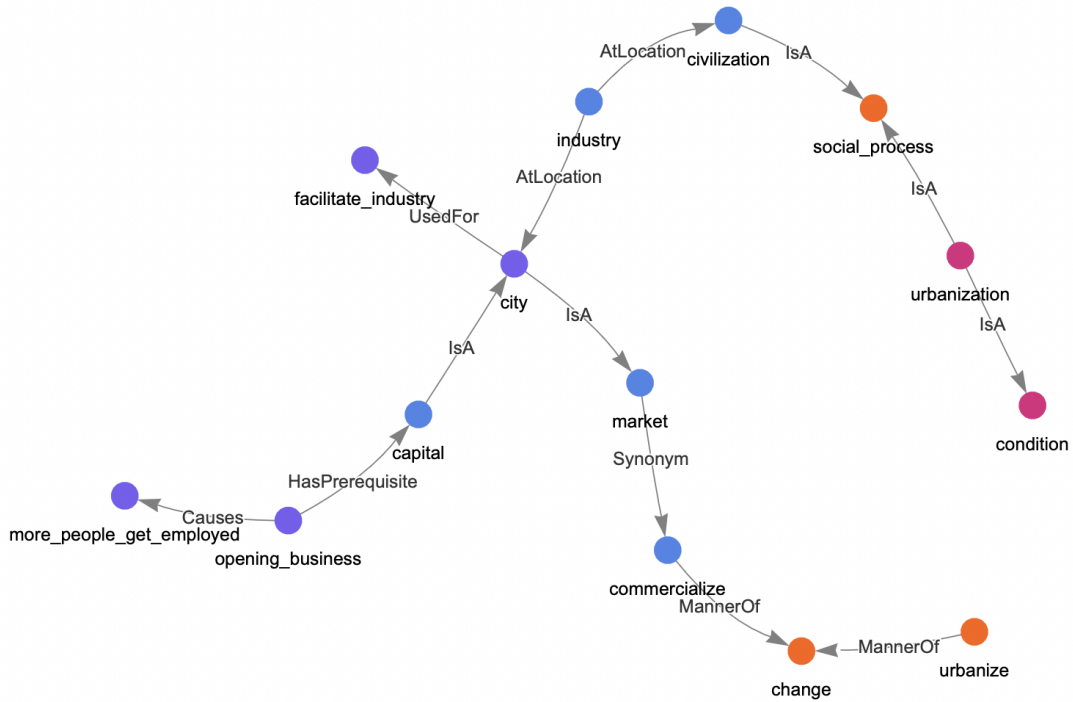 AtLocation
civilization
IsA
industry
social_process
AtLocation
IsA
facilitate_industry
UsedFor
urbanization
city
IsA
IsA
IsA
market
condition
capital
Synonym
HasPrerequisite
Causes
more_people_get_employed
opening_business
commercialize
MannerOf
MannerOf
urbanize
change